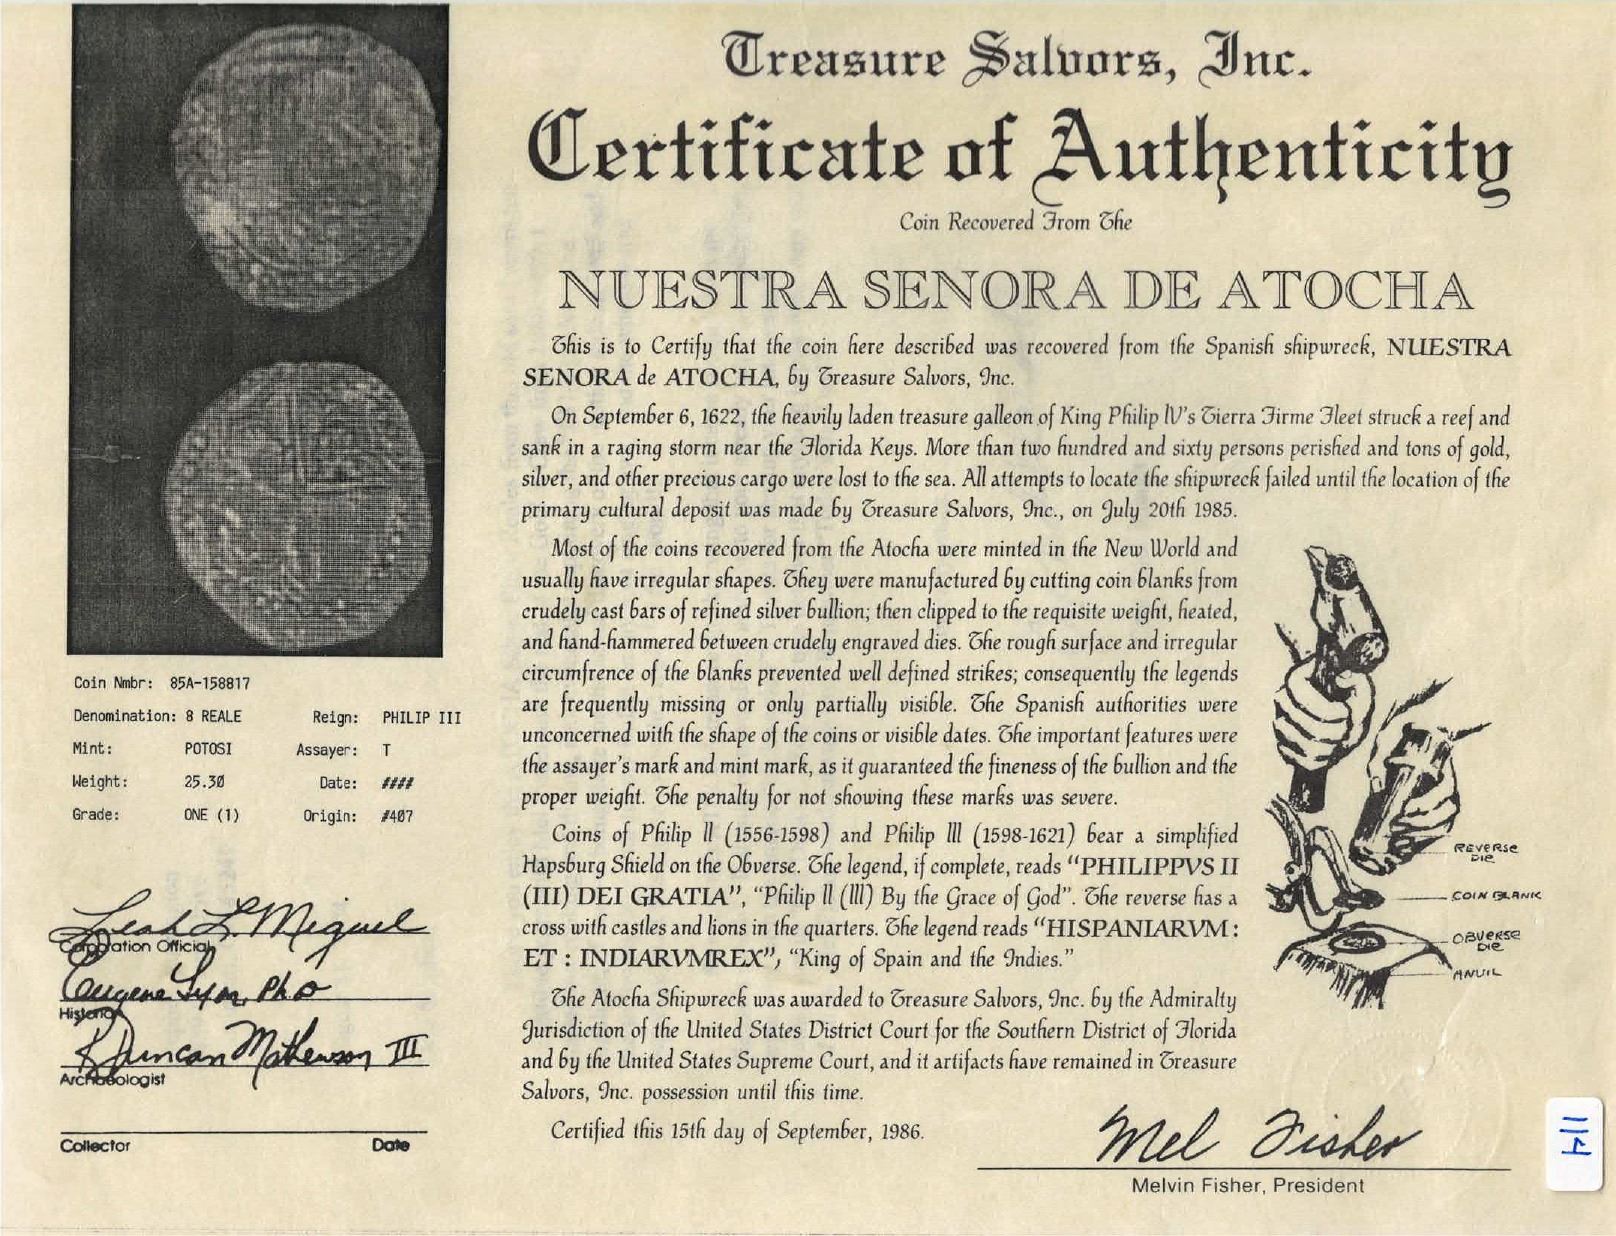 Treasure Salvors, Inc.
Certificate of Authenticity
Coin Recovered From The
NUESTRA SENORA DE ATOCHA
This is to Certify that the coin here described was recovered from the Spanish shipwreck, NUESTRA
SENORA de ATOCHA, by Treasure Salvors, Inc.
On September 6, 1622, the heavily laden treasure galleon of King Philip IV's Tierra Firme Fleet struck a reef and
sank in a raging storm near the Florida Keys. More than two hundred and sixty persons perished and tons of gold,
silver, and other precious cargo were lost to the sea. All attempts to locate the shipwreck failed until the location of the
primary cultural deposit was made by Treasure Salvors, Inc., on July 20th 1985.
Most of the coins recovered from the Atocha were minted in the New World and
usually have irregular shapes. They were manufactured by cutting coin blanks from
crudely cast bars of refined silver bullion; then clipped to the requisite weight, heated,
and hand-hammered between crudely engraved dies. The rough surface and irregular
circumfrence of the blanks prevented well defined strikes; consequently the legends
are frequently missing or only partially visible. The Spanish authorities were
unconcerned with the shape of the coins or visible dates. The important features were
the assayer's mark and mint mark, as it guaranteed the fineness of the bullion and the
proper weight. The penalty for not showing these marks was severe.
Coins of Philip II (1556-1598) and Philip III (1598-1621) bear a simplified
Hapsburg Shield on the Obverse. The legend, if complete, reads "PHILIPPVS II
(III) DEI GRATIA", "Philip II (III) By the Grace of God". The reverse has a
cross with castles and lions in the quarters. The legend reads "HISPANIARVM :
ET : INDIARVMREX", "King of Spain and the Indies."
The Atocha Shipwreck was awarded to Treasure Salvors, Inc. by the Admiralty
Jurisdiction of the United States District Court for the Southern District of Florida
and by the United States Supreme Court, and it artifacts have remained in Treasure
Salvors, Inc. possession until this time.
Certified this 15th day of September, 1986.
Mel Fisher
Melvin Fisher, President
REVERSE
DIE
COIN BLANK
OBVERSE
DIE
ANVIL
Coin Nmbr: 85A-158817
Denomination: 8 REALE Reign: PHILIP III
Mint: POTOSI Assayer: T
Weight: 25.30 Date: ####
Grade: ONE (1) Origin: #407
Leah L. Miguel
Corporation Official
Eugene Lyon, PhD
Historian
R Duncan Mathewson III
Archaeologist
Collector Date
114